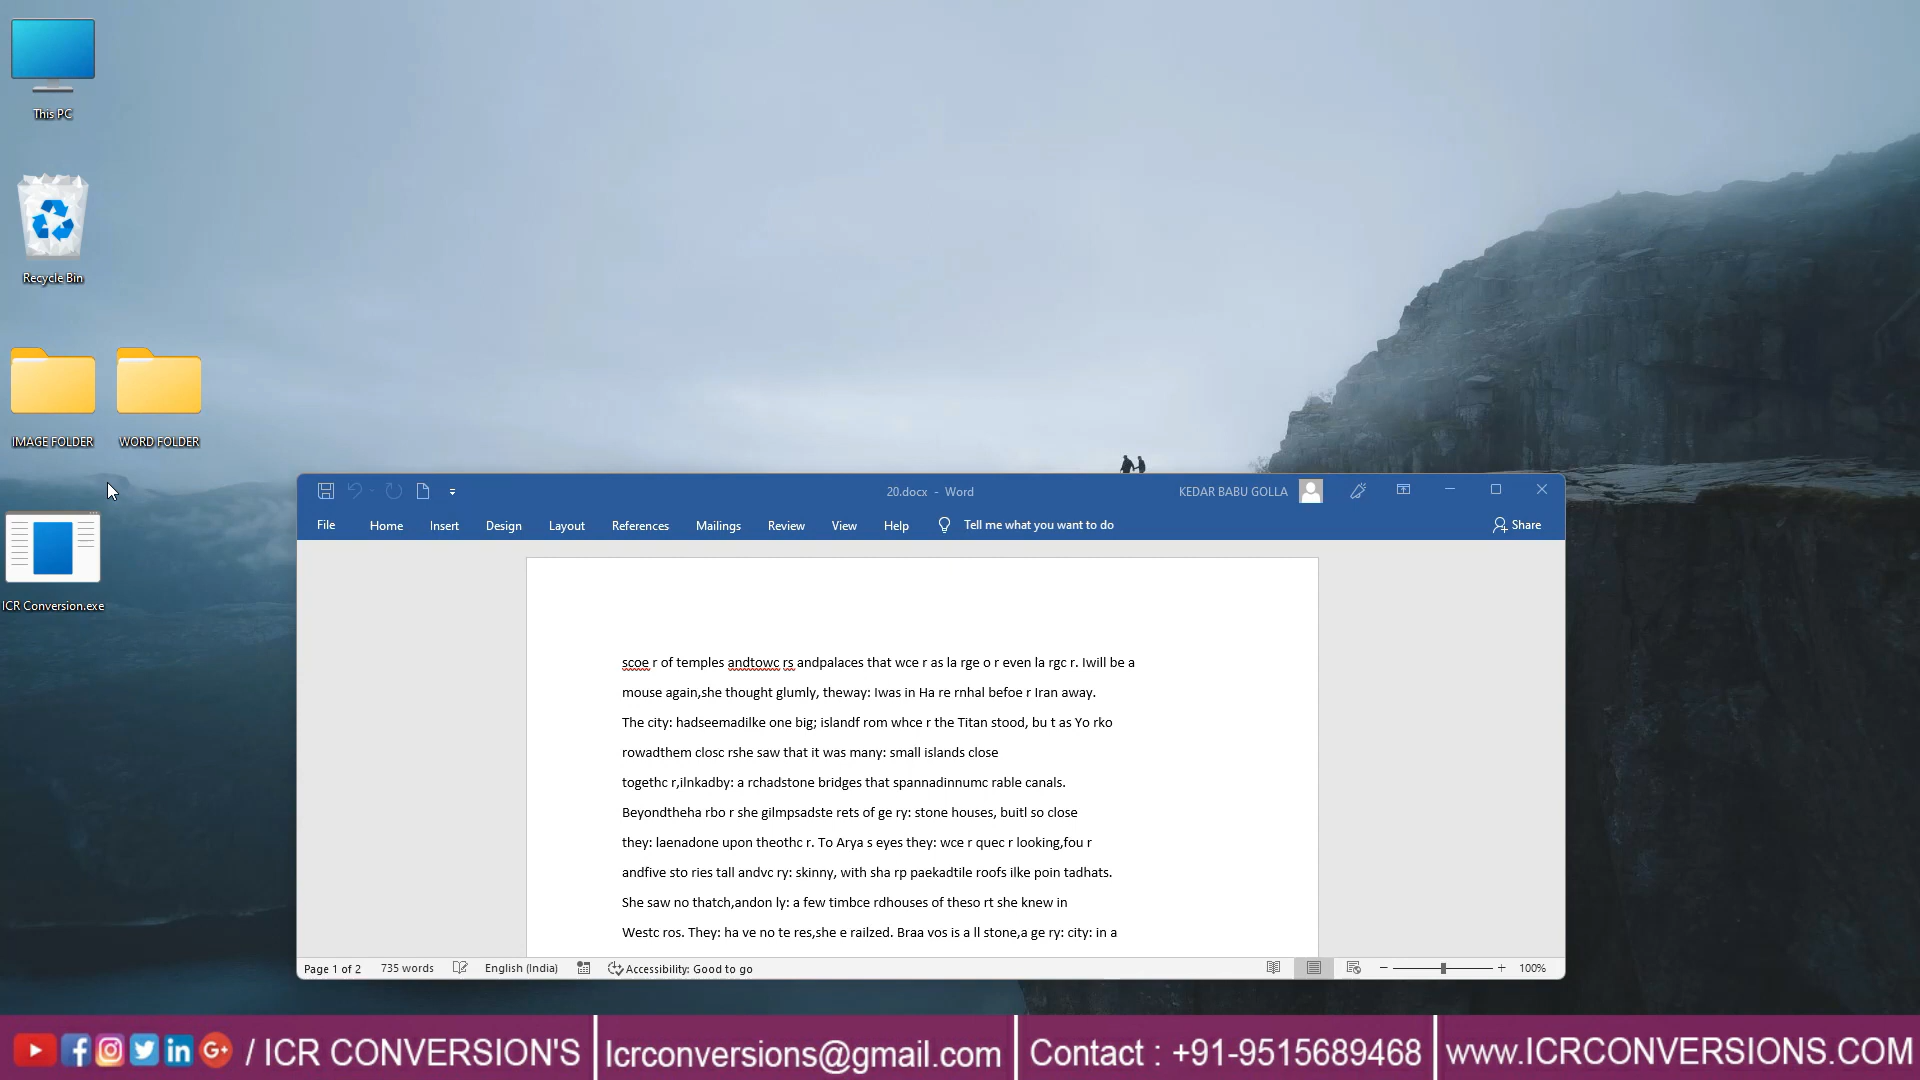 This PC
Recycle Bin
IMAGE FOLDER
WORD FOLDER
ICR Conversion.exe
20.docx - Word
KEDAR BABU GOLLA
File Home Insert Design Layout References Mailings Review View Help Tell me what you want to do Share
scoe r of temples andtowc rs andpalaces that wce r as la rge o r even la rgc r. Iwill be a
mouse again,she thought glumly, theway: Iwas in Ha re rnhal befoe r Iran away.
The city: hadseemadilke one big; islandf rom whce r the Titan stood, bu t as Yo rko
rowadthem closc rshe saw that it was many: small islands close
togethc r,ilnkadby: a rchadstone bridges that spannadinnumc rable canals.
Beyondtheha rbo r she gilmpsadste rets of ge ry: stone houses, buitl so close
they: laenadone upon theothc r. To Arya s eyes they: wce r quec r looking,fou r
andfive sto ries tall andvc ry: skinny, with sha rp paekadtile roofs ilke poin tadhats.
She saw no thatch,andon ly: a few timbce rdhouses of theso rt she knew in
Westc ros. They: ha ve no te res,she e railzed. Braa vos is a ll stone,a ge ry: city: in a
Page 1 of 2 735 words English (India) Accessibility: Good to go 100%
/ ICR CONVERSION'S
Icrconversions@gmail.com
Contact : +91-9515689468
www.ICRCONVERSIONS.COM